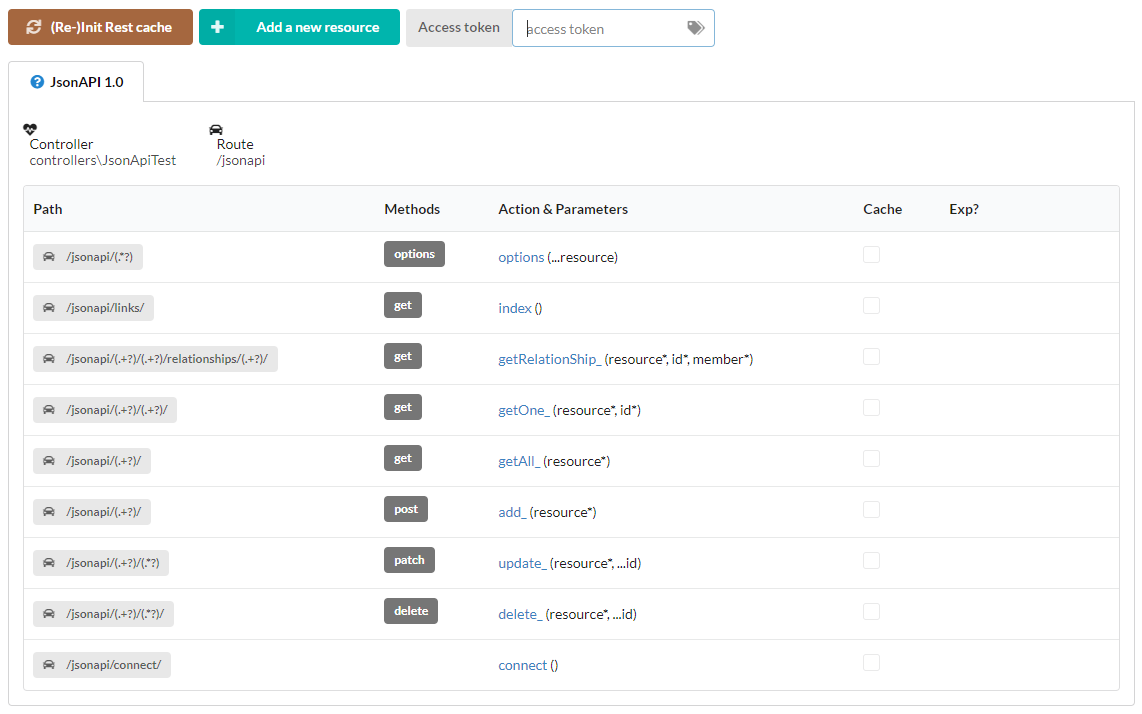 (Re-)Init Rest cache Add a new resource Access token access token
JsonAPI 1.0
Controller Route
controllers\JsonApiTest /jsonapi
Path Methods Action & Parameters Cache Exp?
/jsonapi/(.*?) options options (...resource)
/jsonapi/links/ get index ()
/jsonapi/(.+?)/(.+?)/relationships/(.+?)/ get getRelationShip_ (resource*, id*, member*)
/jsonapi/(.+?)/(.+?)/ get getOne_ (resource*, id*)
/jsonapi/(.+?)/ get getAll_ (resource*)
/jsonapi/(.+?)/ post add_ (resource*)
/jsonapi/(.+?)/(.*?) patch update_ (resource*, ...id)
/jsonapi/(.+?)/(.*?)/ delete delete_ (resource*, ...id)
/jsonapi/connect/ connect ()